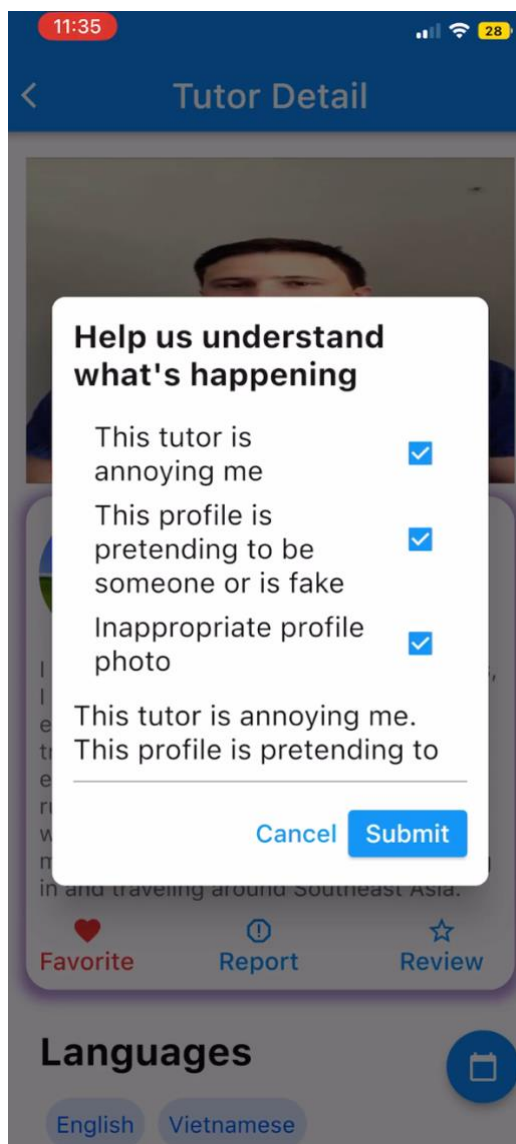 11:35
28
Tutor Detail
Help us understand
what's happening
This tutor is
annoying me
This profile is
pretending to be
someone or is fake
Inappropriate profile
photo
This tutor is annoying me.
This profile is pretending to
Cancel Submit
in and traveling around Southeast Asia.
Favorite Report Review
Languages
English Vietnamese